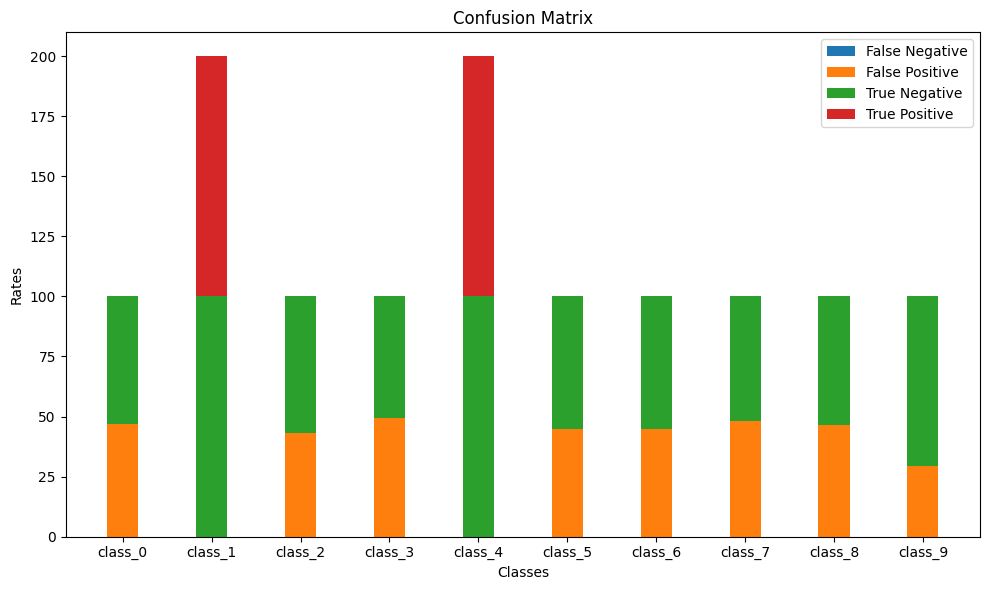 Confusion Matrix
False Negative
False Positive
True Negative
True Positive
Rates
200
175
150
125
100
75
50
25
0
class_0 class_1 class_2 class_3 class_4 class_5 class_6 class_7 class_8 class_9
Classes